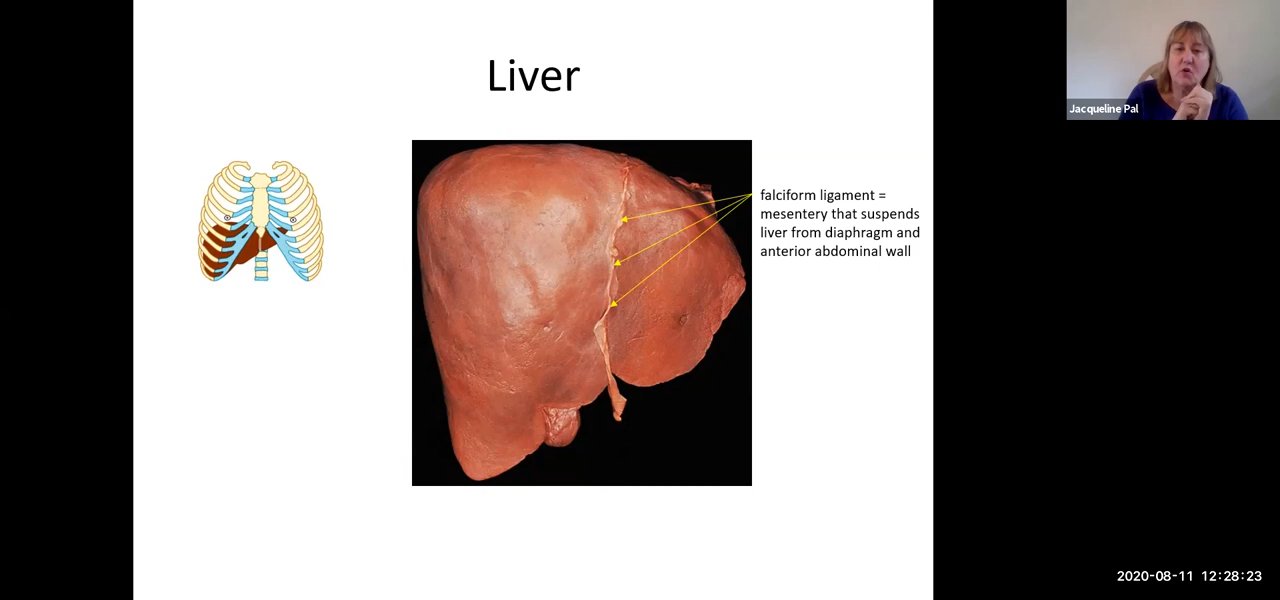 Liver
Jacqueline Pal
falciform ligament =
mesentery that suspends
liver from diaphragm and
anterior abdominal wall
2020-08-11 12:28:23